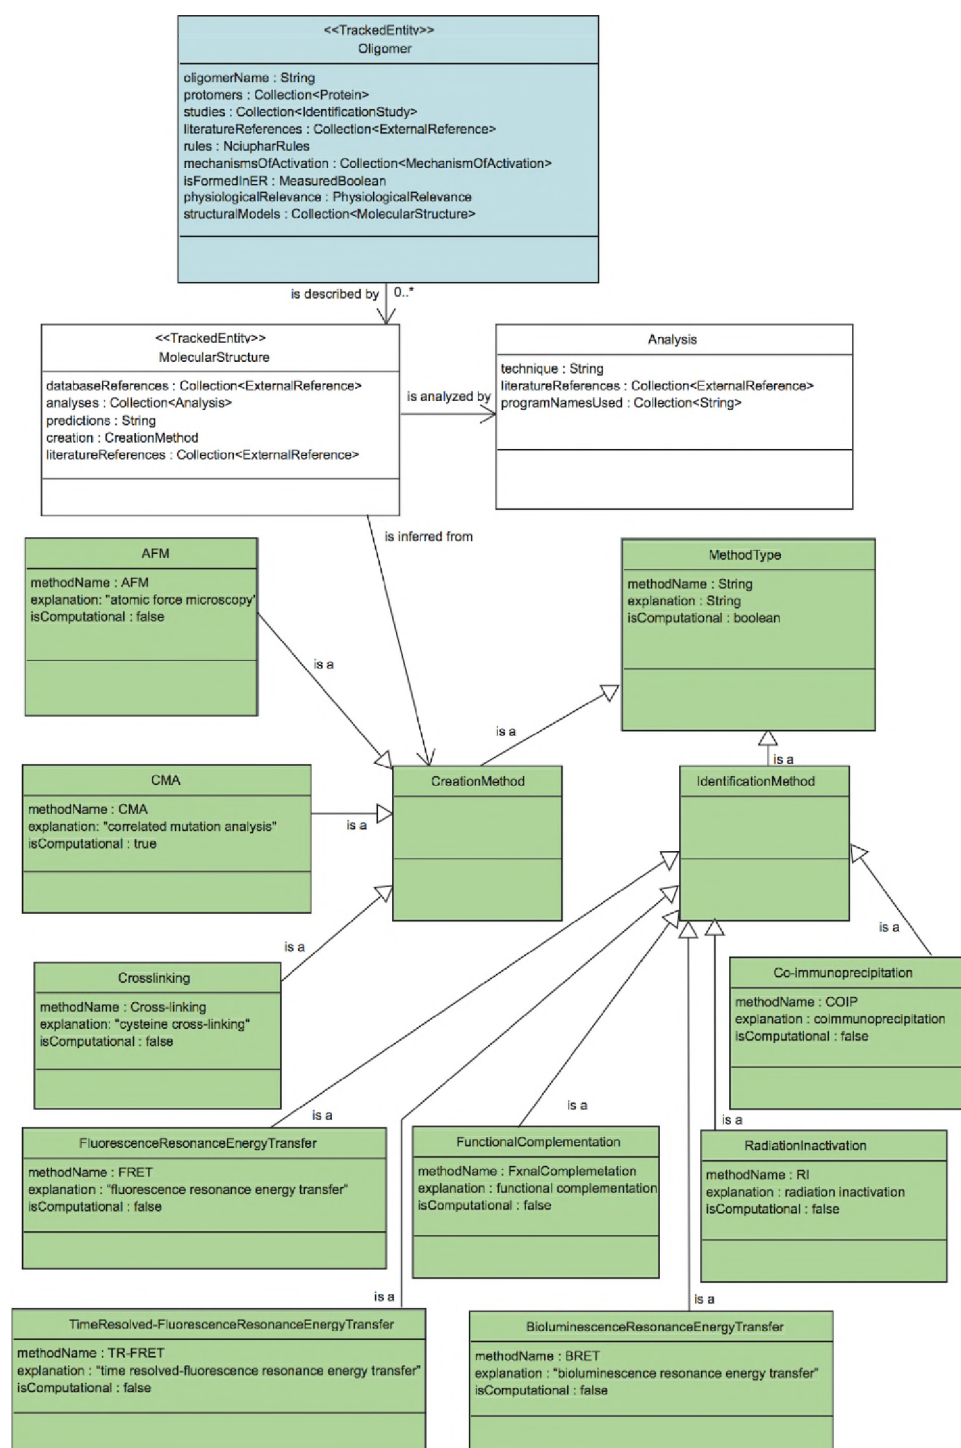 <<TrackedEntity>>
Oligomer
oligomerName : String
protomers : Collection<Protein>
studies : Collection<IdentificationStudy>
literatureReferences : Collection<ExternalReference>
rules : NciupharRules
mechanismsOfActivation : Collection<MechanismOfActivation>
isFormedInER : MeasuredBoolean
physiologicalRelevance : PhysiologicalRelevance
structuralModels : Collection<MolecularStructure>
is described by 0..*
<<TrackedEntity>>
MolecularStructure
databaseReferences : Collection<ExternalReference>
analyses : Collection<Analysis>
predictions : String
creation : CreationMethod
literatureReferences : Collection<ExternalReference>
is analyzed by
Analysis
technique : String
literatureReferences : Collection<ExternalReference>
programNamesUsed : Collection<String>
is inferred from
AFM
methodName : AFM
explanation: "atomic force microscopy"
isComputational : false
is a
MethodType
methodName : String
explanation : String
isComputational : boolean
is a
is a
CMA
methodName : CMA
explanation: "correlated mutation analysis"
isComputational : true
is a
CreationMethod
IdentificationMethod
is a
is a
Crosslinking
methodName : Cross-linking
explanation: "cysteine cross-linking"
isComputational : false
Co-immunoprecipitation
methodName : COIP
explanation : coimmunoprecipitation
isComputational : false
is a
is a
is a
FluorescenceResonanceEnergyTransfer
methodName : FRET
explanation : "fluorescence resonance energy transfer"
isComputational : false
FunctionalComplementation
methodName : FxnalComplemetation
explanation : functional complementation
isComputational : false
RadiationInactivation
methodName : RI
explanation : radiation inactivation
isComputational : false
is a
is a
TimeResolved-FluorescenceResonanceEnergyTransfer
methodName : TR-FRET
explanation : "time resolved-fluorescence resonance energy transfer"
isComputational : false
BioluminescenceResonanceEnergyTransfer
methodName : BRET
explanation : "bioluminescence resonance energy transfer"
isComputational : false